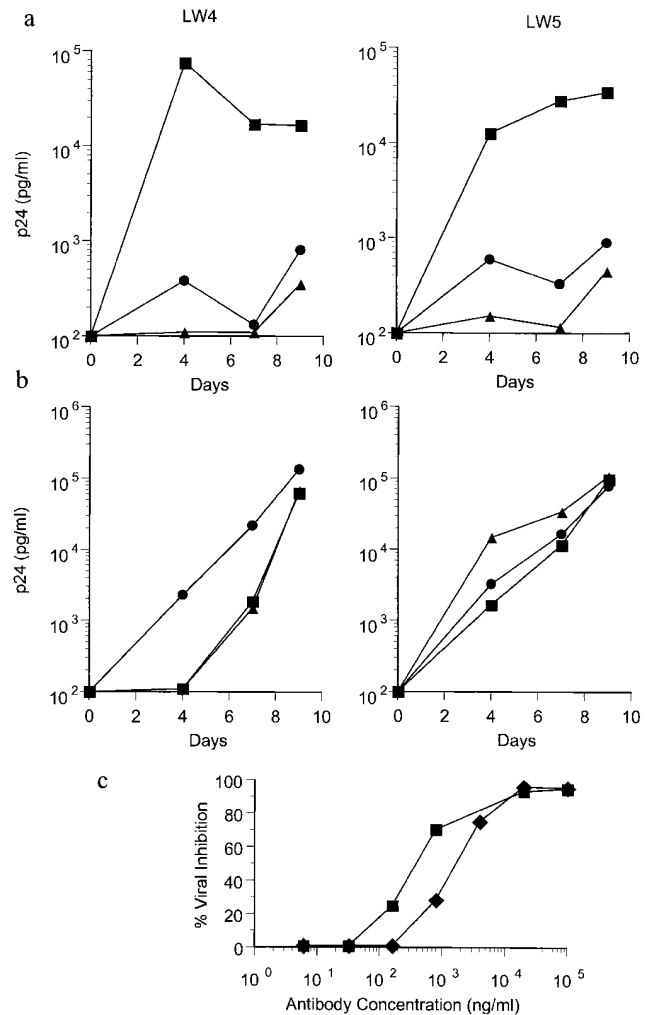 a
LW4
LW5
p24 (pg/ml)
10^5
10^4
10^3
10^2
0 2 4 6 8 10
Days
10^5
10^4
10^3
10^2
0 2 4 6 8 10
Days
b
p24 (pg/ml)
10^6
10^5
10^4
10^3
10^2
0 2 4 6 8 10
Days
10^6
10^5
10^4
10^3
10^2
0 2 4 6 8 10
Days
c
% Viral Inhibition
100
80
60
40
20
0
10^0 10^1 10^2 10^3 10^4 10^5
Antibody Concentration (ng/ml)